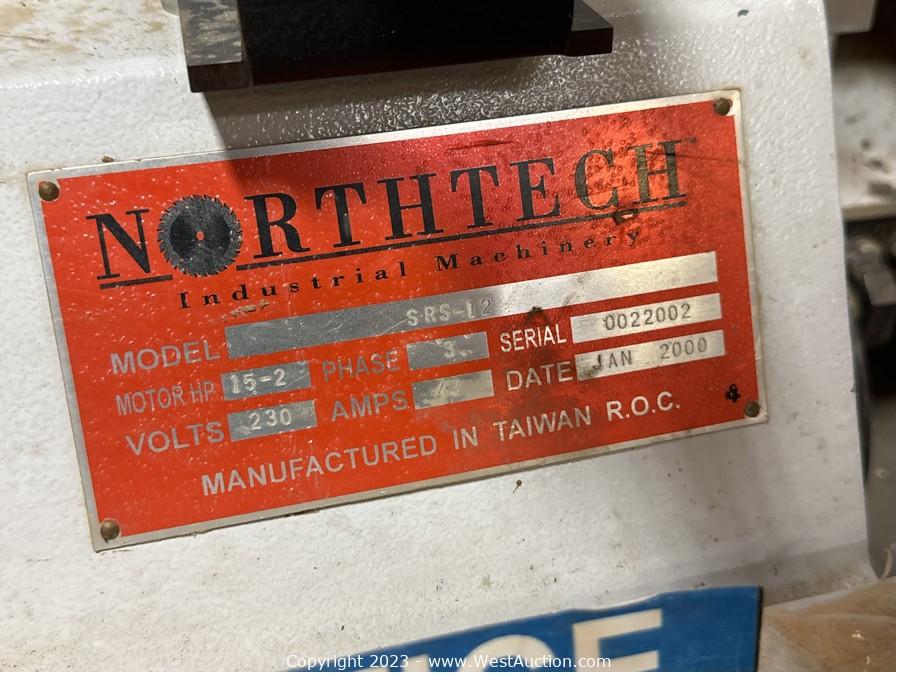 NORTHTECH
Industrial Machinery
MODEL SRS-12
MOTOR HP 15-2 PHASE 3 SERIAL 0022002
VOLTS 230 AMPS DATE JAN 2000
MANUFACTURED IN TAIWAN R.O.C.
Copyright 2023 - www.WestAuction.com